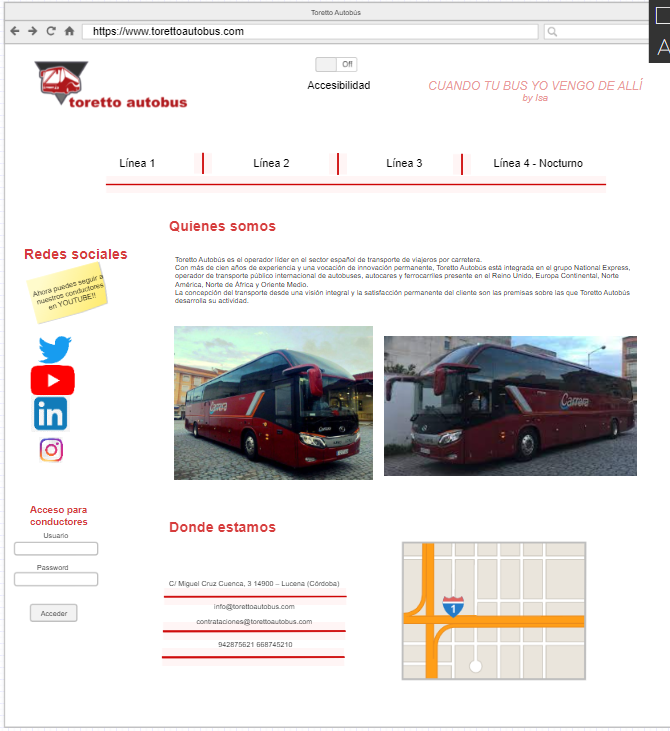 Toretto Autobús
https://www.torettoautobus.com
A
toretto autobus
Off
Accesibilidad
CUANDO TU BUS YO VENGO DE ALLÍ
by Isa
Línea 1
Línea 2
Línea 3
Línea 4 - Nocturno
Quienes somos
Toretto Autobús es el operador líder en el sector español de transporte de viajeros por carretera.
Con más de cien años de experiencia y una vocación de innovación permanente, Toretto Autobús está integrada en el grupo National Express,
operador de transporte público internacional de autobuses, autocares y ferrocarriles presente en el Reino Unido, Europa Continental, Norte
América, Norte de África y Oriente Medio.
La concepción del transporte desde una visión integral y la satisfacción permanente del cliente son las premisas sobre las que Toretto Autobús
desarrolla su actividad.
Redes sociales
Ahora puedes seguir a
nuestros conductores
en YOUTUBE!!
in
Carrera
Carrera
Acceso para
conductores
Usuario
Password
Acceder
Donde estamos
C/ Miguel Cruz Cuenca, 3 14900 – Lucena (Córdoba)
info@torettoautobus.com
contrataciones@torettoautobus.com
942875621 668745210
1